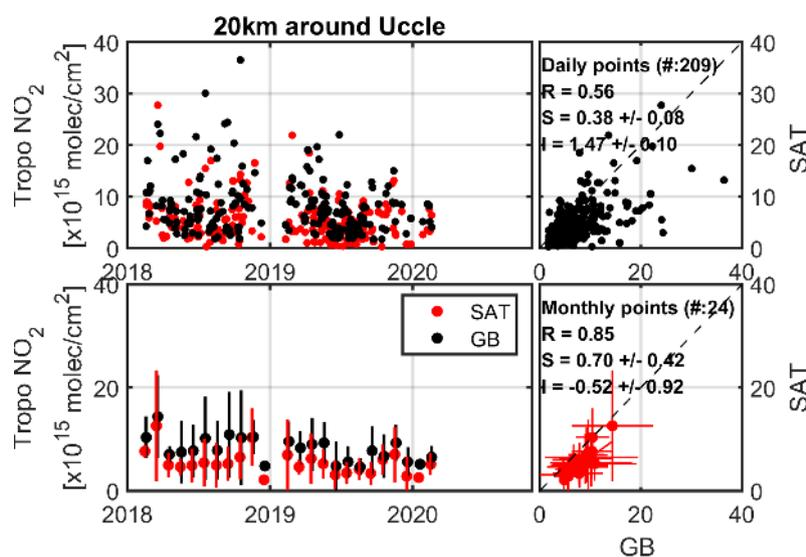 20km around Uccle
Tropo NO2
[x10^15 molec/cm^2]
40
30
20
10
0
2018
2019
2020
Daily points (#:209)
R = 0.56
S = 0.38 +/- 0.08
I = 1.47 +/- 0.10
40
30
20
10
0
SAT
0
20
40
Tropo NO2
[x10^15 molec/cm^2]
40
20
0
SAT
GB
2018
2019
2020
Monthly points (#:24)
R = 0.85
S = 0.70 +/- 0.42
I = -0.52 +/- 0.92
40
20
0
SAT
0
20
40
GB